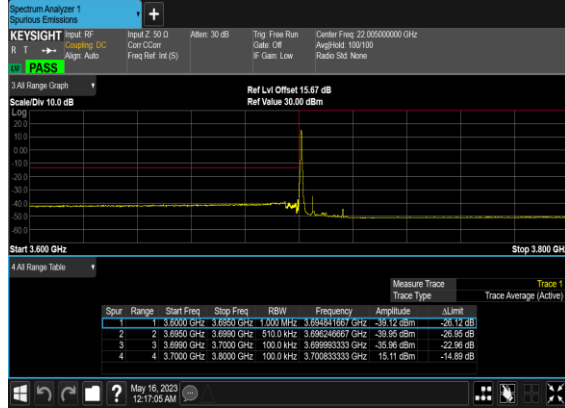 Spectrum Analyzer 1
Spurious Emissions
KEYSIGHT Input: RF Input Z: 50 Ω Atten: 30 dB Trig: Free Run Center Freq: 22.005000000 GHz
R T Coupling: DC Corr CCorr Gate: Off Avg|Hold: 100/100
Align: Auto Freq Ref: Int (S) IF Gain: Low Radio Std: None
PASS
3 All Range Graph
Ref Lvl Offset 15.67 dB
Scale/Div 10.0 dB Ref Value 30.00 dBm
Log
20.0
10.0
0.00
-10.0
-20.0
-30.0
-40.0
-50.0
-60.0
Start 3.600 GHz Stop 3.800 GH
4 All Range Table
Measure Trace Trace 1
Trace Type Trace Average (Active)
Spur Range Start Freq Stop Freq RBW Frequency Amplitude ΔLimit
1 1 3.6000 GHz 3.6950 GHz 1.000 MHz 3.694841667 GHz -39.12 dBm -26.12 dB
2 2 3.6950 GHz 3.6990 GHz 510.0 kHz 3.696246667 GHz -39.95 dBm -26.95 dB
3 3 3.6990 GHz 3.7000 GHz 100.0 kHz 3.699993333 GHz -35.96 dBm -22.96 dB
4 4 3.7000 GHz 3.8000 GHz 100.0 kHz 3.700833333 GHz 15.11 dBm -14.89 dB
May 16, 2023
12:17:05 AM